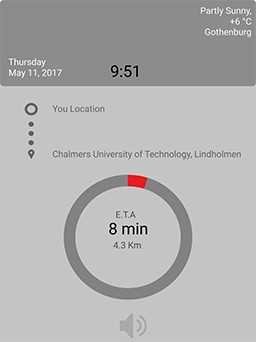 Partly Sunny,
+6 °C
Gothenburg
Thursday
May 11, 2017
9:51
You Location
Chalmers University of Technology, Lindholmen
E.T.A
8 min
4.3 Km